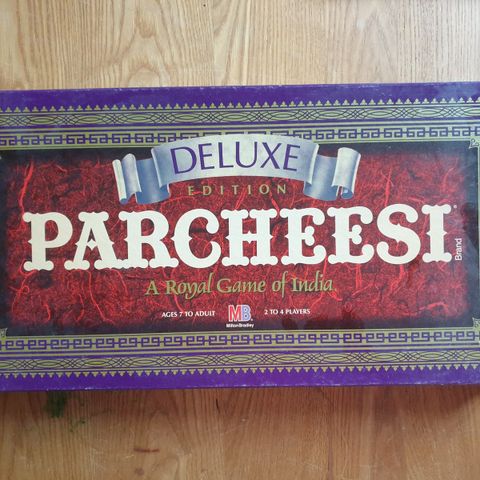 DELUXE
EDITION
PARCHEESI®
Brand
A Royal Game of India
AGES 7 TO ADULT MB 2 TO 4 PLAYERS
Milton Bradley